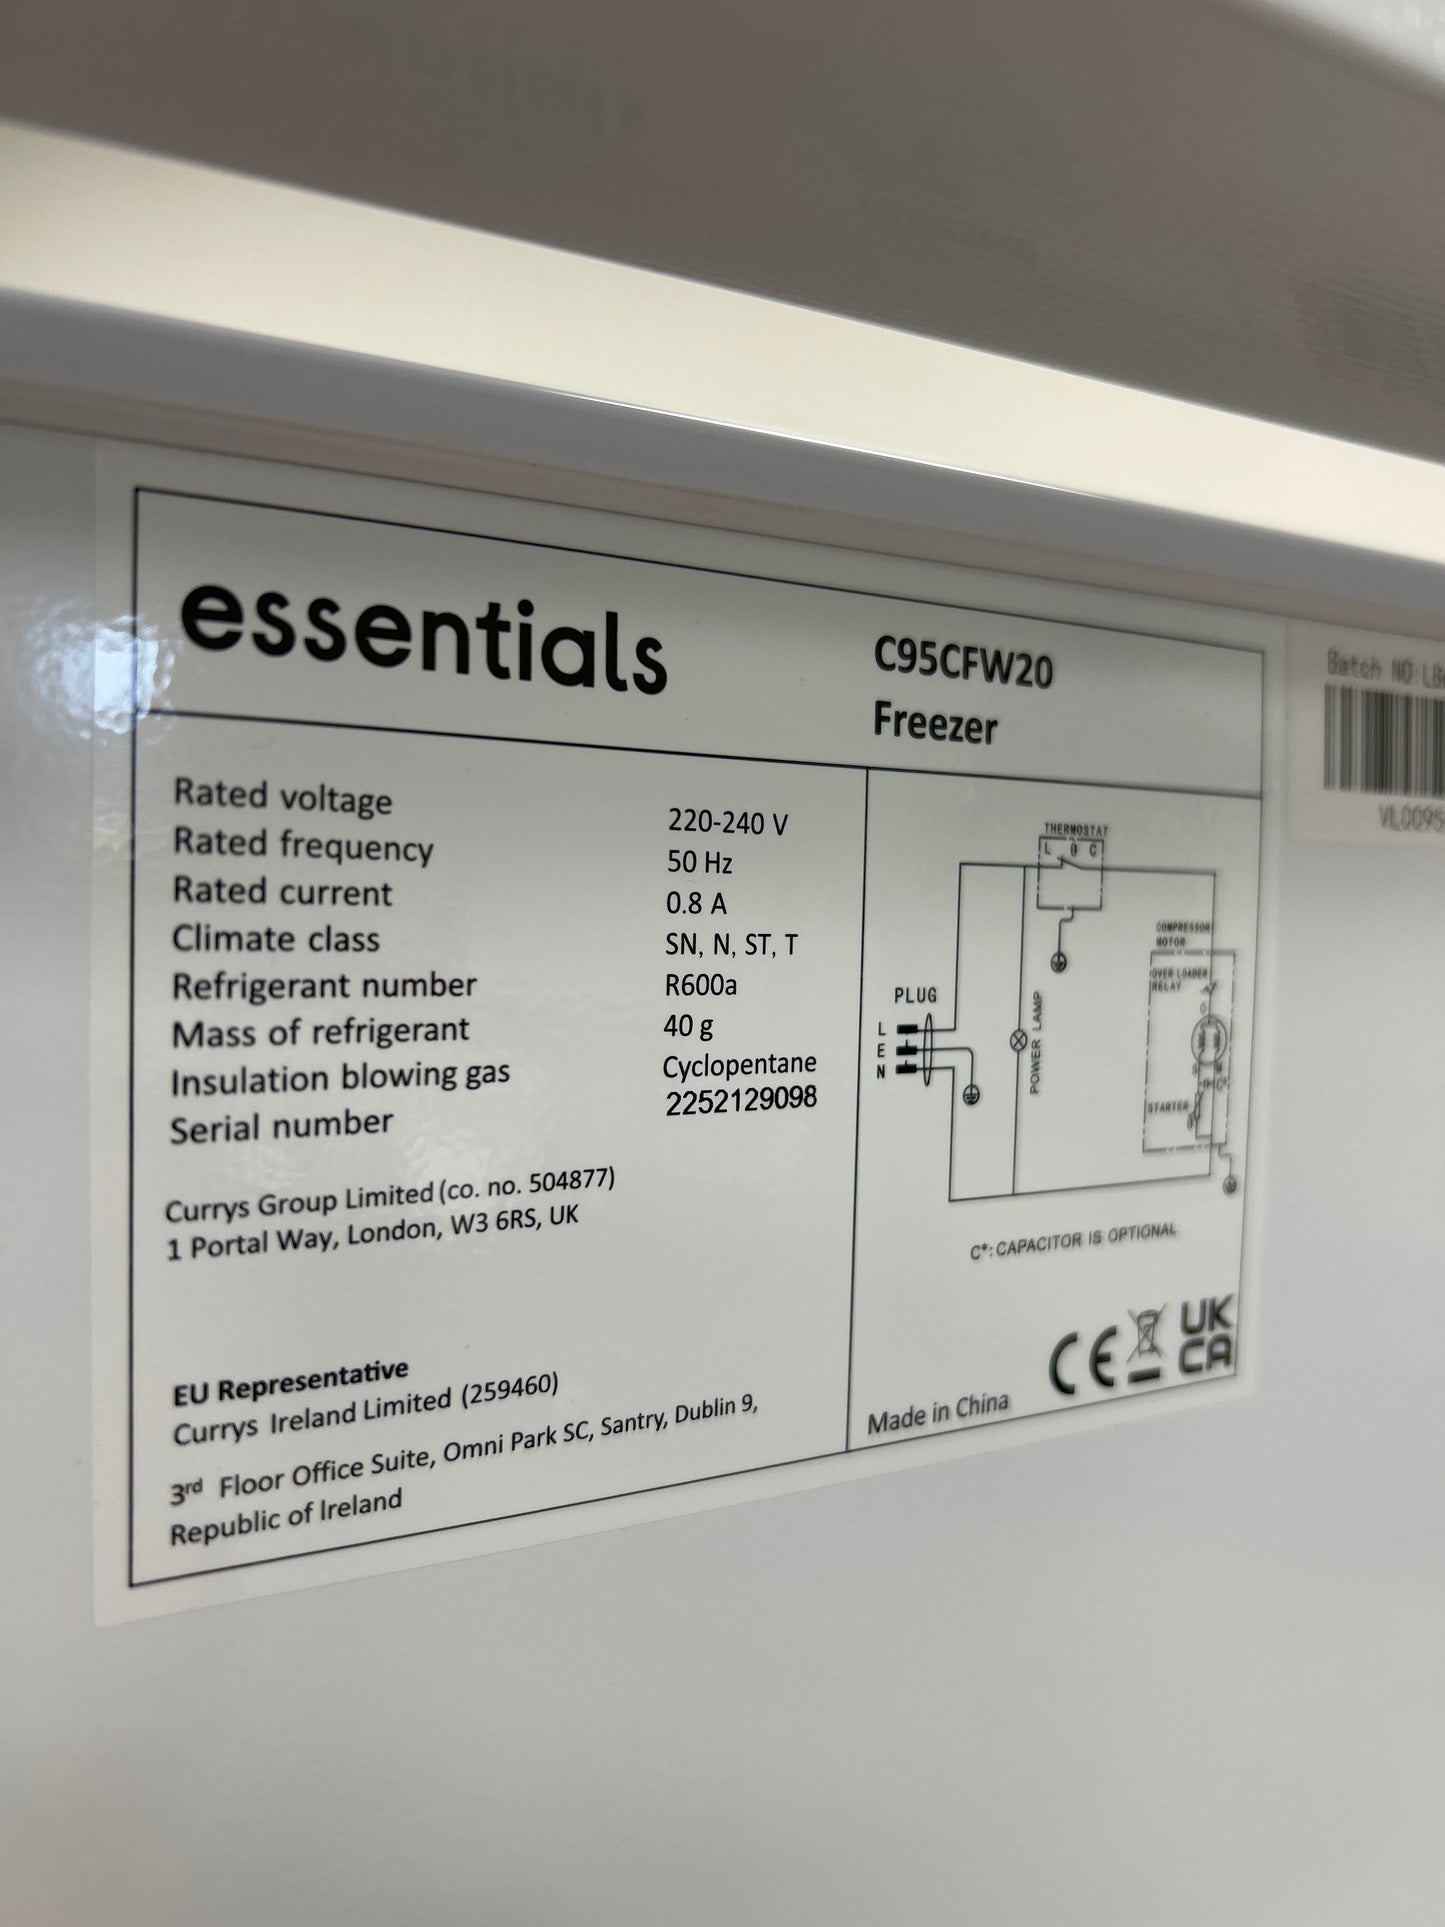 essentials
C95CFW20
Freezer
Rated voltage 220-240 V
Rated frequency 50 Hz
Rated current 0.8 A
Climate class SN, N, ST, T
Refrigerant number R600a
Mass of refrigerant 40 g
Insulation blowing gas Cyclopentane
Serial number 2252129098
Currys Group Limited (co. no. 504877)
1 Portal Way, London, W3 6RS, UK
EU Representative
Currys Ireland Limited (259460)
3rd Floor Office Suite, Omni Park SC, Santry, Dublin 9,
Republic of Ireland
THERMOSTAT
L 0 C
COMPRESSOR
MOTOR
OVER LOADER
RELAY
PLUG
L
E
N
POWER LAMP
STARTER
C*:CAPACITOR IS OPTIONAL
CE
UK
CA
Made in China
Batch NO: